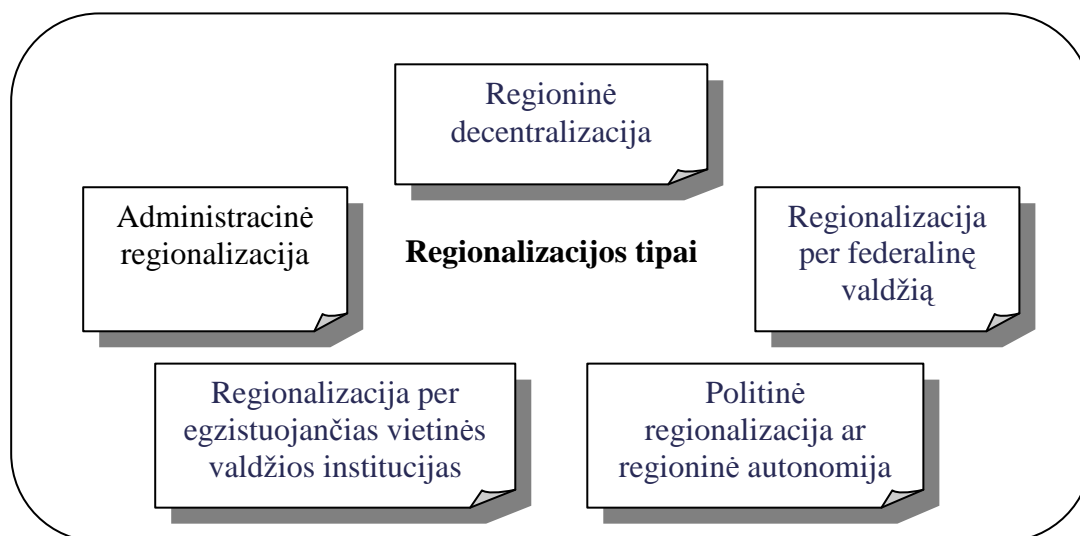 Regioninė
decentralizacija
Administracinė
regionalizacija
Regionalizacijos tipai
Regionalizacija
per federalinę
valdžią
Regionalizacija per
egzistuojančias vietinės
valdžios institucijas
Politinė
regionalizacija ar
regioninė autonomija